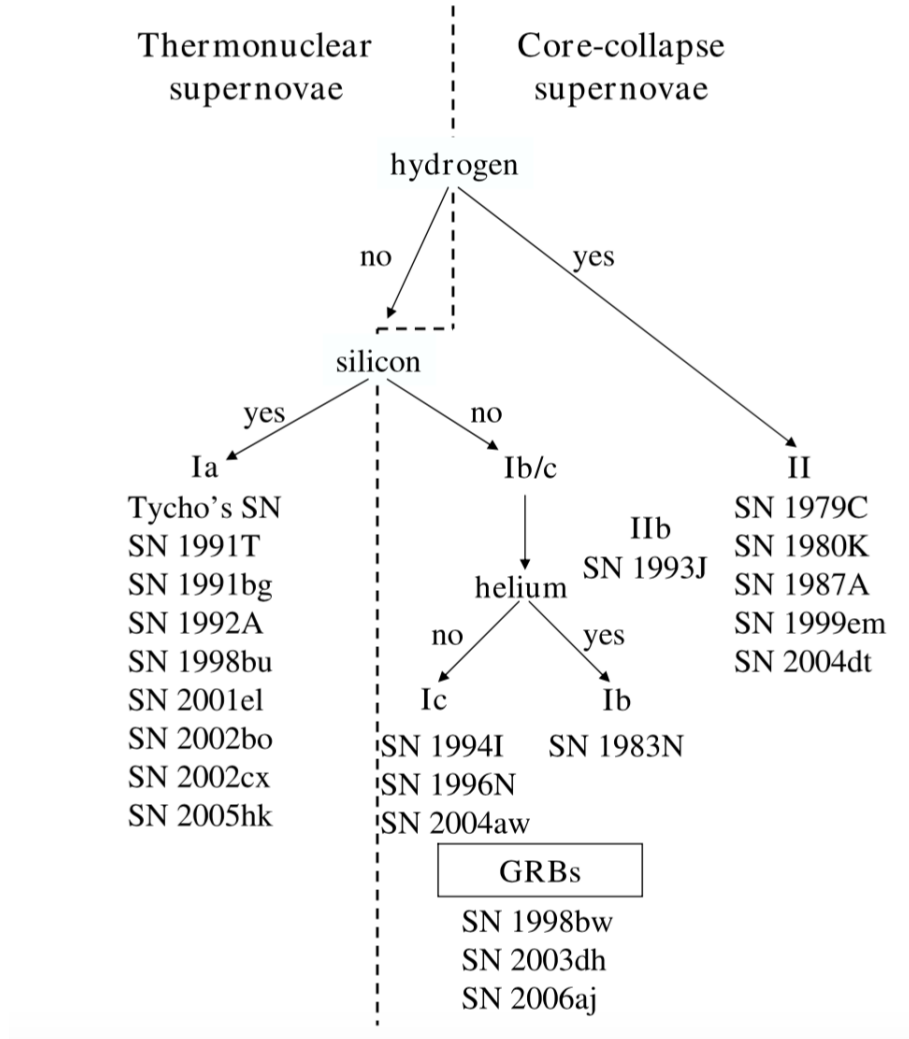 Thermonuclear
supernovae
Core-collapse
supernovae
hydrogen
no
yes
silicon
yes
no
Ia
Tycho’s SN
SN 1991T
SN 1991bg
SN 1992A
SN 1998bu
SN 2001el
SN 2002bo
SN 2002cx
SN 2005hk
Ib/c
helium
no
yes
Ic
SN 1994I
SN 1996N
SN 2004aw
Ib
SN 1983N
GRBs
SN 1998bw
SN 2003dh
SN 2006aj
IIb
SN 1993J
II
SN 1979C
SN 1980K
SN 1987A
SN 1999em
SN 2004dt